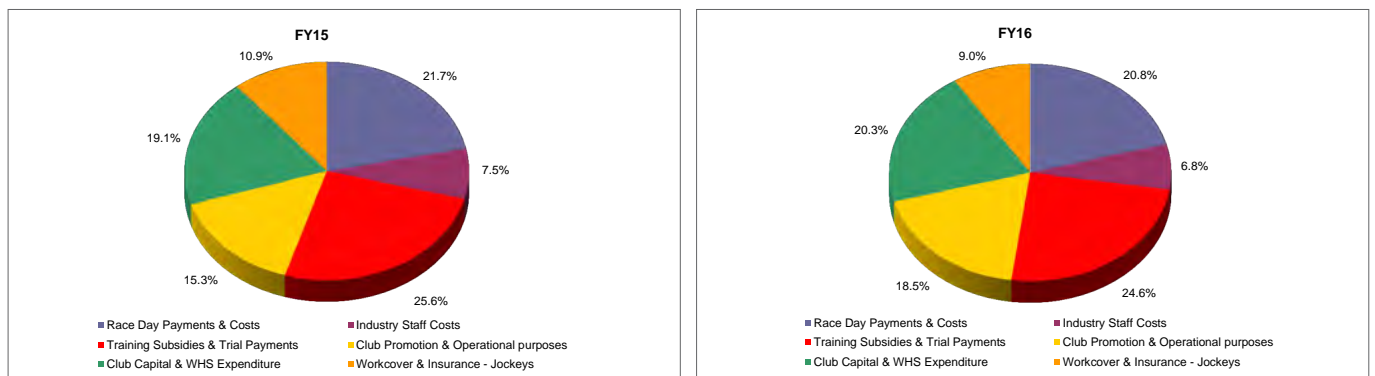 FY15
10.9%
21.7%
19.1%
7.5%
15.3%
25.6%
Race Day Payments & Costs
Industry Staff Costs
Training Subsidies & Trial Payments
Club Promotion & Operational purposes
Club Capital & WHS Expenditure
Workcover & Insurance - Jockeys
FY16
9.0%
20.8%
20.3%
6.8%
18.5%
24.6%
Race Day Payments & Costs
Industry Staff Costs
Training Subsidies & Trial Payments
Club Promotion & Operational purposes
Club Capital & WHS Expenditure
Workcover & Insurance - Jockeys